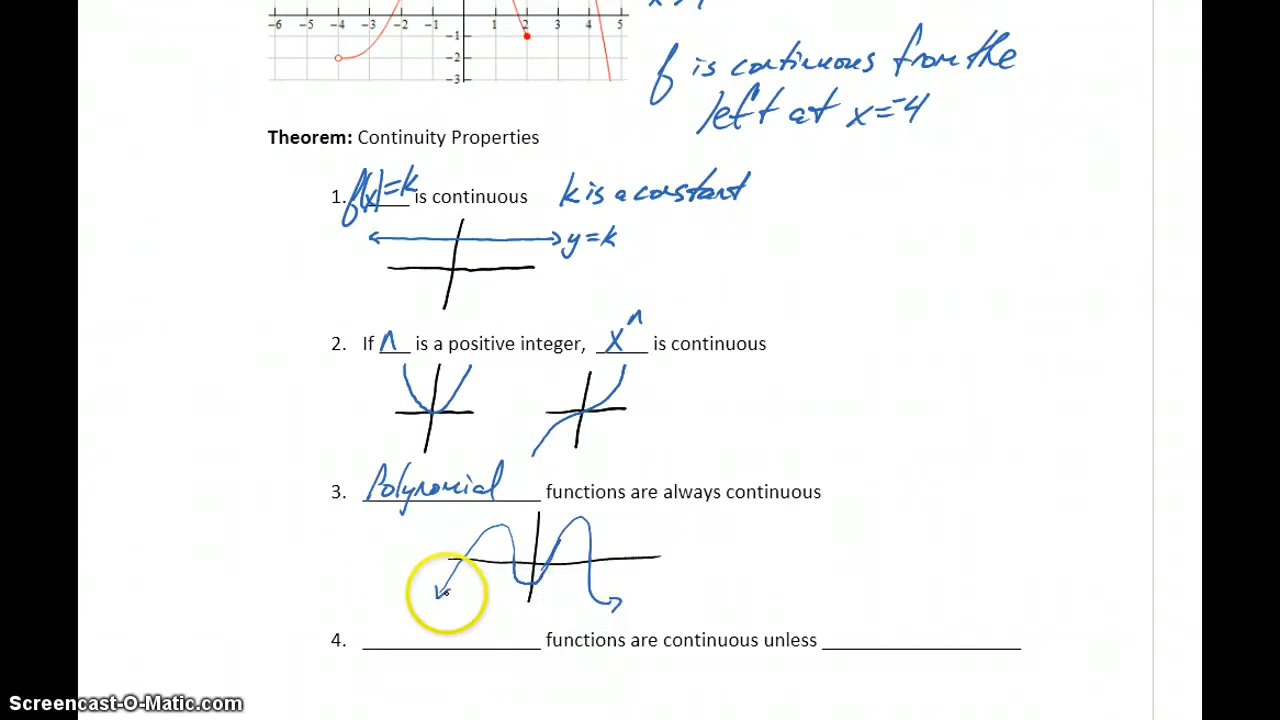 -6 -5 -4 -3 -2 -1 1 2 3 4 5
-1
-2
-3
f is continuous from the
left at x=-4
Theorem: Continuity Properties
1. f(x)=k is continuous k is a constant
y=k
2. If n is a positive integer, x^n is continuous
3. Polynomial functions are always continuous
4. ____ functions are continuous unless ____
Screencast-O-Matic.com